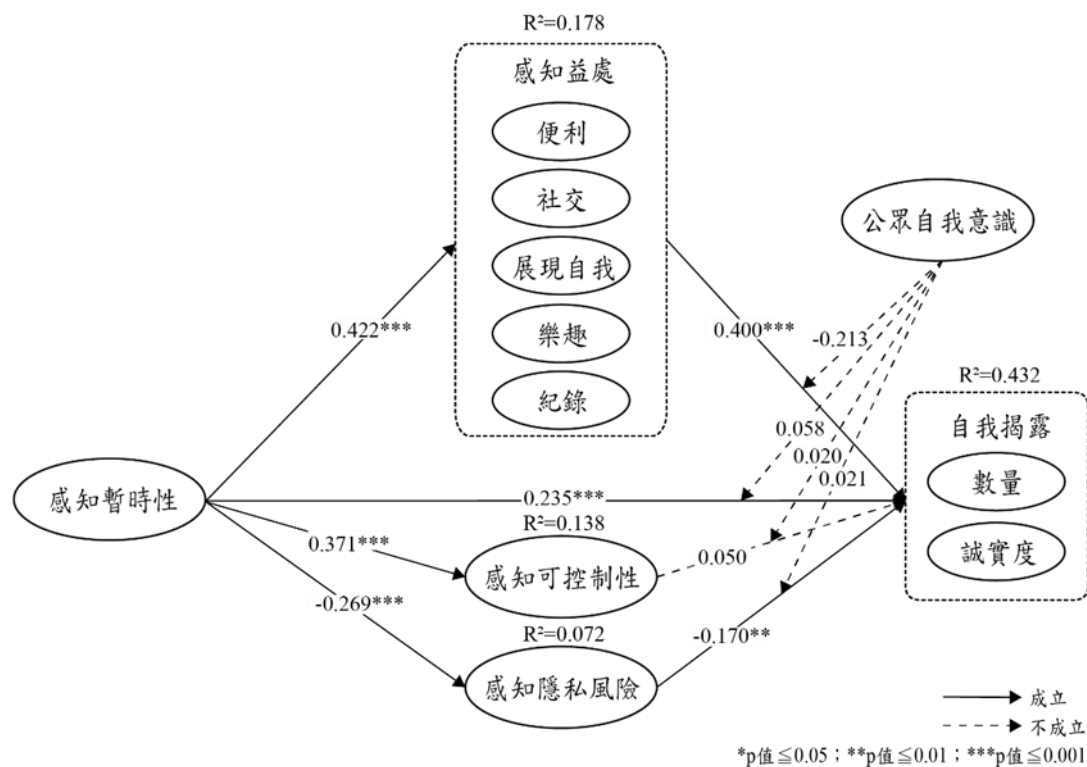 R²=0.178
感知益處
便利
社交
展現自我
樂趣
紀錄
公眾自我意識
0.422***
0.400***
-0.213
R²=0.432
自我揭露
數量
誠實度
0.058
0.020
0.021
感知暫時性
0.235***
R²=0.138
0.371***
感知可控制性
0.050
-0.269***
R²=0.072
-0.170**
感知隱私風險
成立
不成立
*p值≦0.05；**p值≦0.01；***p值≦0.001